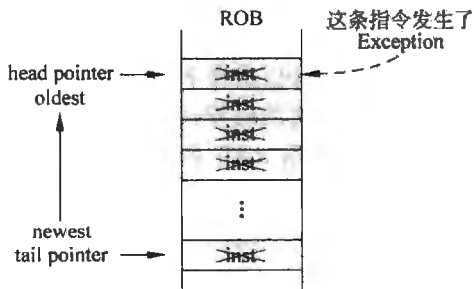 ROB
这条指令发生了
Exception
head pointer
oldest
inst
inst
inst
inst
⋮
newest
tail pointer
inst